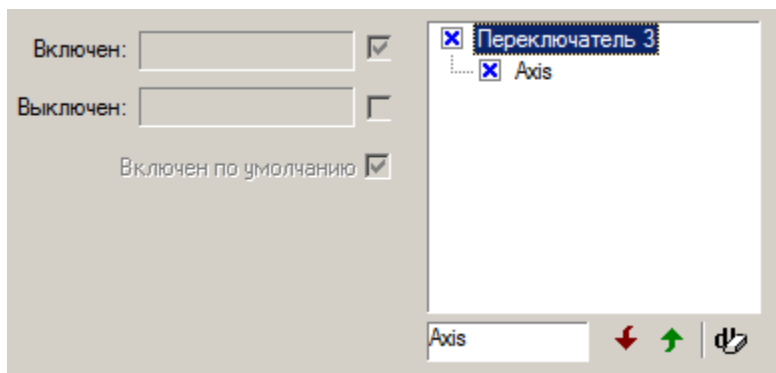 Включен:
Выключен:
Включен по умолчанию
Переключатель 3
Axis
Axis